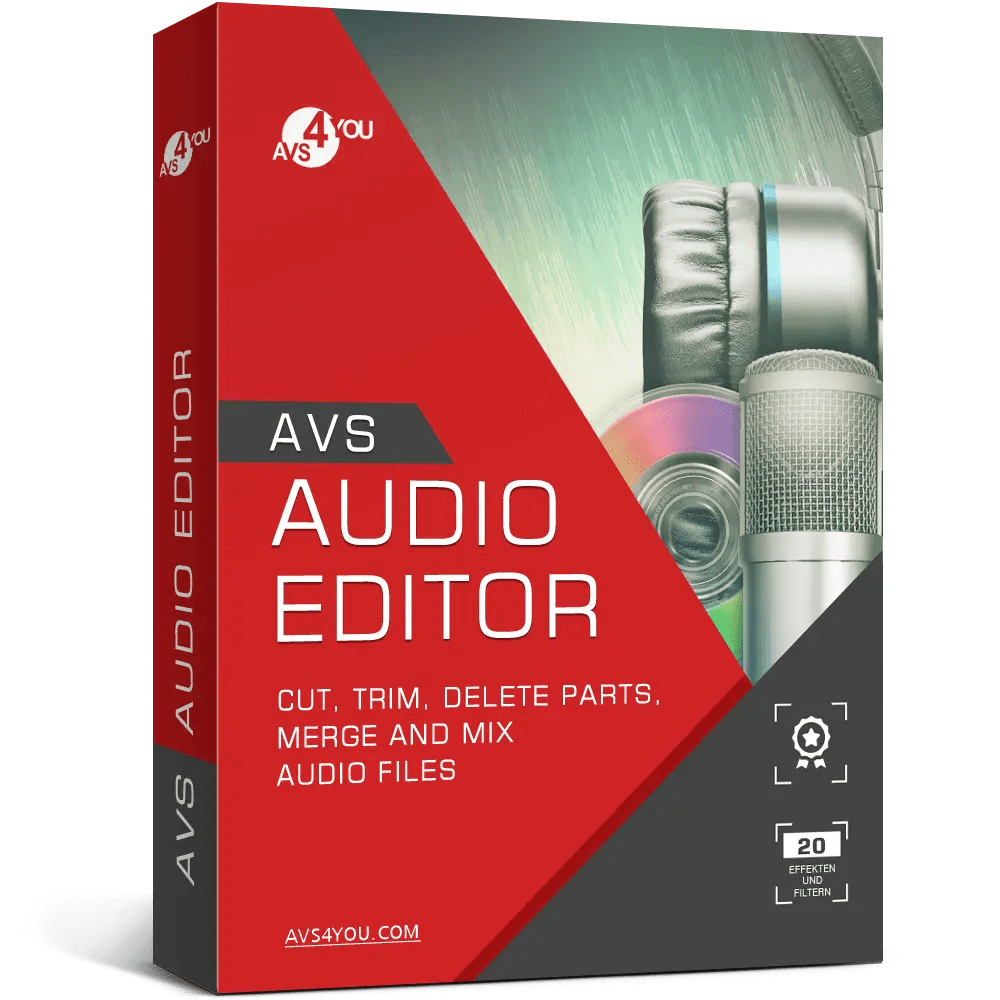 AVS4YOU
AVS AUDIO EDITOR
AVS4YOU
AVS
AUDIO
EDITOR
CUT, TRIM, DELETE PARTS,
MERGE AND MIX
AUDIO FILES
AVS4YOU.COM
20
EFFEKTEN
UND
FILTERN